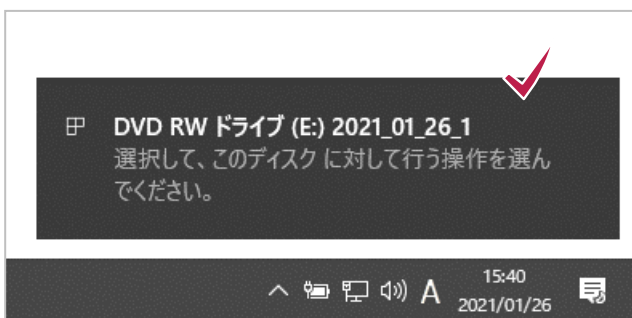 DVD RW ドライブ (E:) 2021_01_26_1
選択して、このディスク に対して行う操作を選ん
でください。
A
15:40
2021/01/26